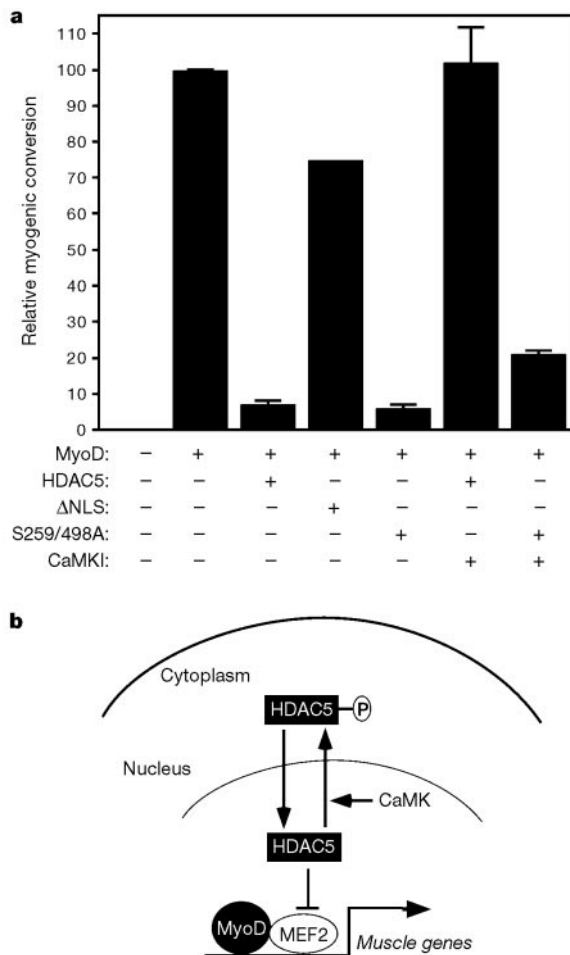 a
110
100
90
80
70
60
50
40
30
20
10
0
Relative myogenic conversion
MyoD: – + + + + + +
HDAC5: – – + – – + –
ΔNLS: – – – + – – –
S259/498A: – – – – + – +
CaMKI: – – – – – + +
b
Cytoplasm
HDAC5 P
Nucleus
CaMK
HDAC5
MyoD MEF2 Muscle genes